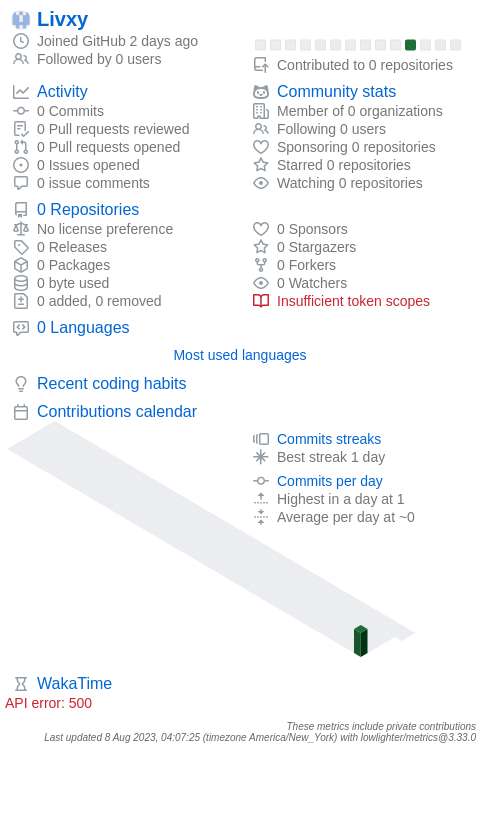 Livxy
Joined GitHub 2 days ago
Followed by 0 users
Contributed to 0 repositories
Activity
0 Commits
0 Pull requests reviewed
0 Pull requests opened
0 Issues opened
0 issue comments
Community stats
Member of 0 organizations
Following 0 users
Sponsoring 0 repositories
Starred 0 repositories
Watching 0 repositories
0 Repositories
No license preference
0 Releases
0 Packages
0 byte used
0 added, 0 removed
0 Sponsors
0 Stargazers
0 Forkers
0 Watchers
Insufficient token scopes
0 Languages
Most used languages
Recent coding habits
Contributions calendar
Commits streaks
Best streak 1 day
Commits per day
Highest in a day at 1
Average per day at ~0
WakaTime
API error: 500
These metrics include private contributions
Last updated 8 Aug 2023, 04:07:25 (timezone America/New_York) with lowlighter/metrics@3.33.0